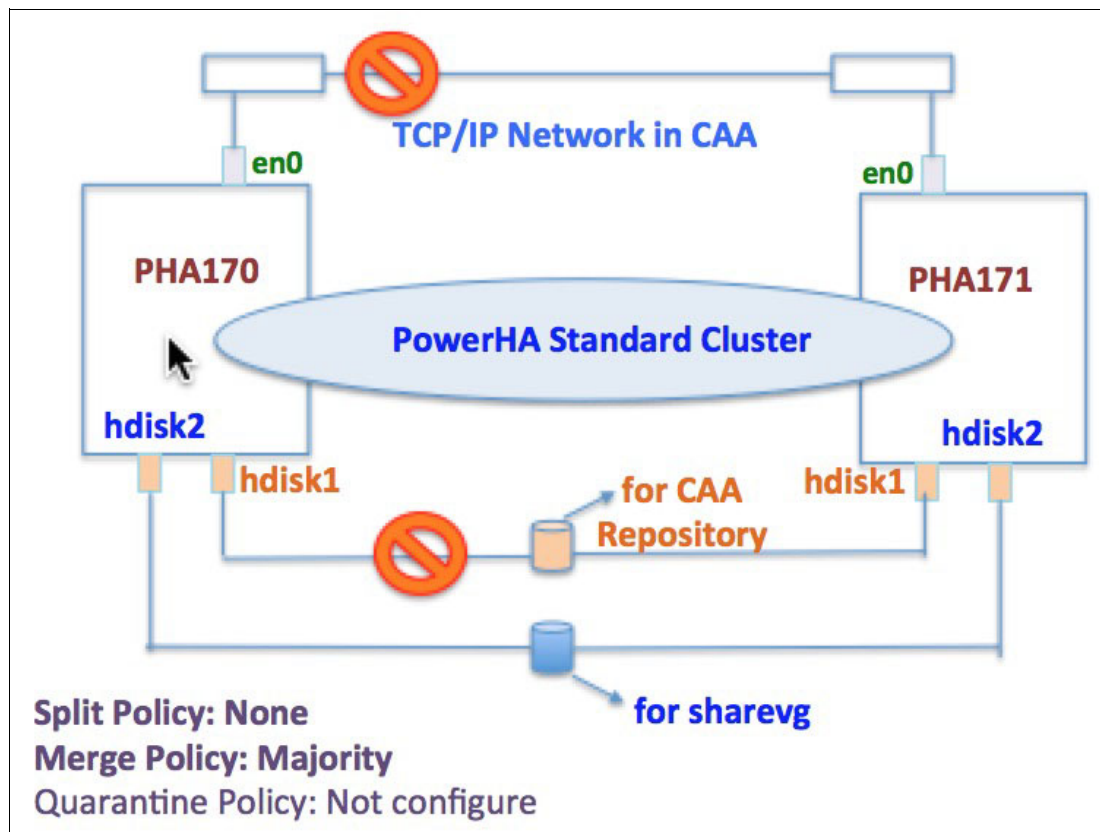 TCP/IP Network in CAA
en0
en0
PHA170
PHA171
PowerHA Standard Cluster
hdisk2
hdisk2
hdisk1
hdisk1
for CAA
Repository
for sharevg
Split Policy: None
Merge Policy: Majority
Quarantine Policy: Not configure